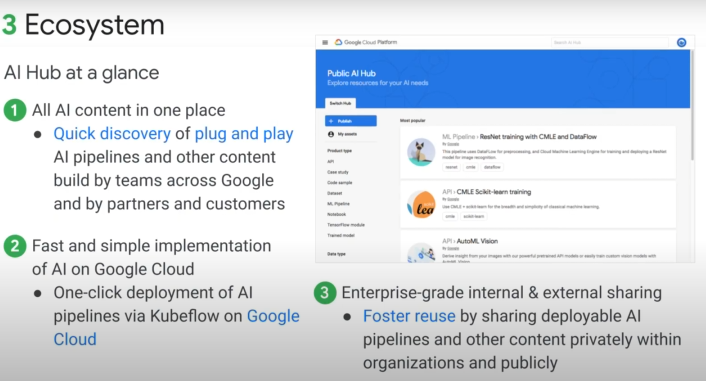 3 Ecosystem
AI Hub at a glance
1 All AI content in one place
• Quick discovery of plug and play
AI pipelines and other content
build by teams across Google
and by partners and customers
2 Fast and simple implementation
of AI on Google Cloud
• One-click deployment of AI
pipelines via Kubeflow on Google
Cloud
Google Cloud Platform
Search AI Hub
Public AI Hub
Explore resources for your AI needs
Switch Hub
+ Publish
My assets
Product type
API
Case study
Code sample
Dataset
ML Pipeline
Notebook
TensorFlow module
Trained model
Data type
Most popular
ML Pipeline › ResNet training with CMLE and DataFlow
By Google
This pipeline uses DataFlow for preprocessing, and Cloud Machine Learning Engine for training and deploying a ResNet
model for image recognition.
resnet cmle dataflow
lea
API › CMLE Scikit-learn training
By Google
Use CMLE + scikit-learn for the breadth and simplicity of classical machine learning.
cmle scikit-learn
API › AutoML Vision
By Google
Derive insight from your images with our powerful pretrained API models or easily train custom vision models with
3 Enterprise-grade internal & external sharing
• Foster reuse by sharing deployable AI
pipelines and other content privately within
organizations and publicly